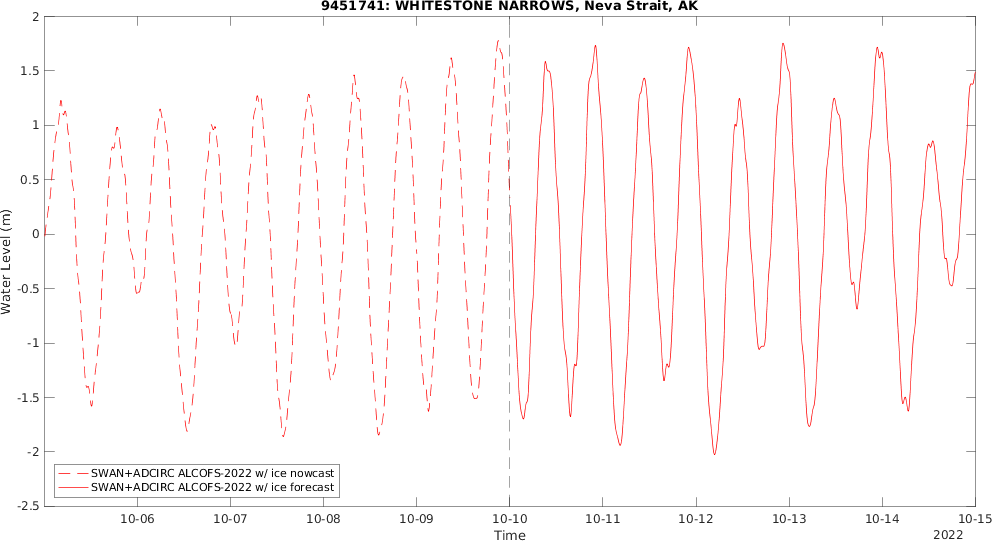 9451741: WHITESTONE NARROWS, Neva Strait, AK
2
1.5
1
0.5
0
-0.5
-1
-1.5
-2
-2.5
Water Level (m)
SWAN+ADCIRC ALCOFS-2022 w/ ice nowcast
SWAN+ADCIRC ALCOFS-2022 w/ ice forecast
10-06 10-07 10-08 10-09 10-10 10-11 10-12 10-13 10-14 10-15
Time
2022